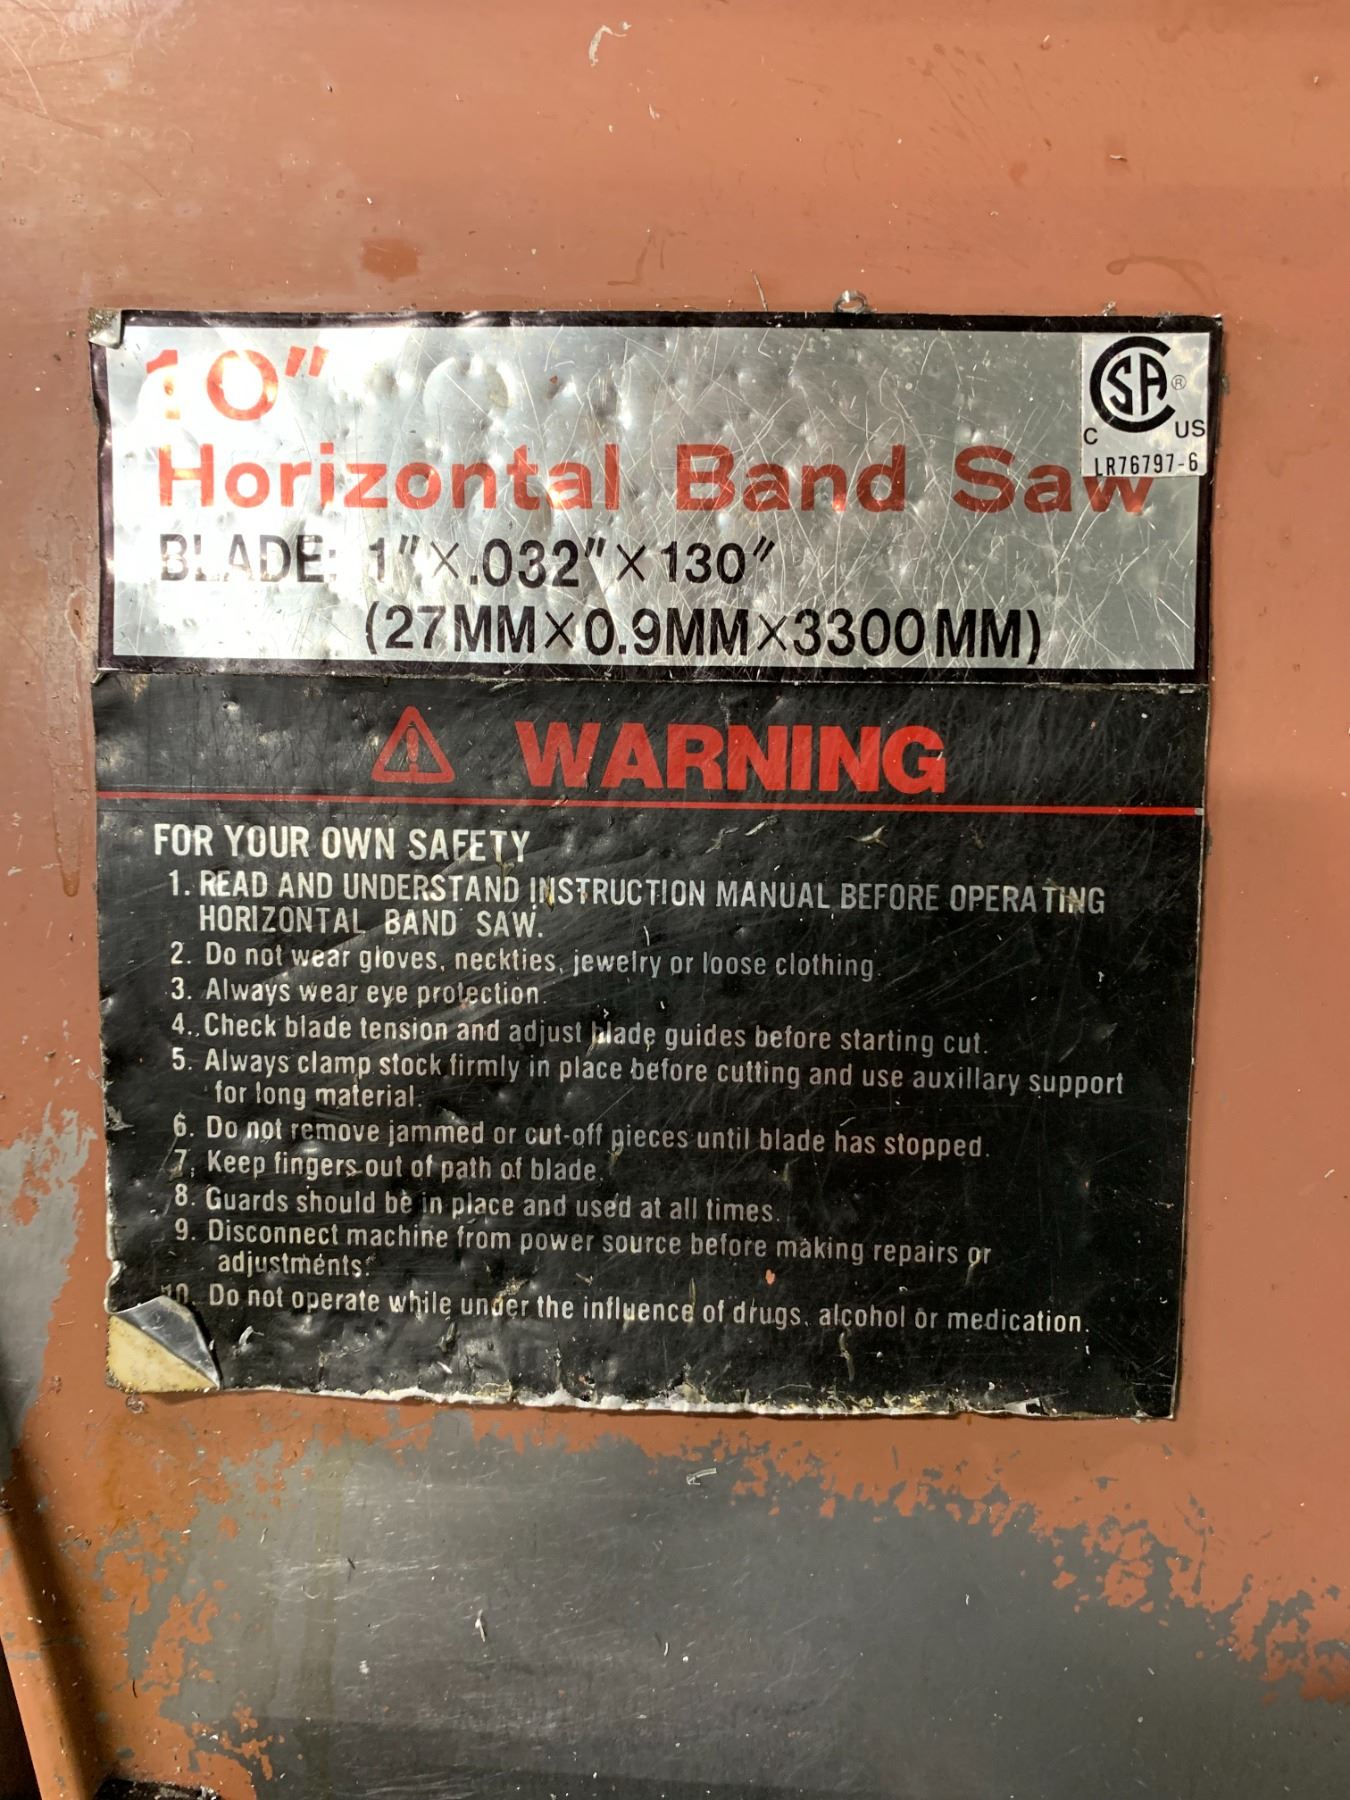 10"
Horizontal Band Saw
C SA ® US
LR76797-6
BLADE: 1"×.032"×130"
(27MM×0.9MM×3300MM)
WARNING
FOR YOUR OWN SAFETY
1. READ AND UNDERSTAND INSTRUCTION MANUAL BEFORE OPERATING
HORIZONTAL BAND SAW.
2. Do not wear gloves, neckties, jewelry or loose clothing.
3. Always wear eye protection.
4. Check blade tension and adjust blade guides before starting cut.
5. Always clamp stock firmly in place before cutting and use auxillary support
for long material.
6. Do not remove jammed or cut-off pieces until blade has stopped.
7. Keep fingers out of path of blade.
8. Guards should be in place and used at all times.
9. Disconnect machine from power source before making repairs or
adjustments.
10. Do not operate while under the influence of drugs, alcohol or medication.